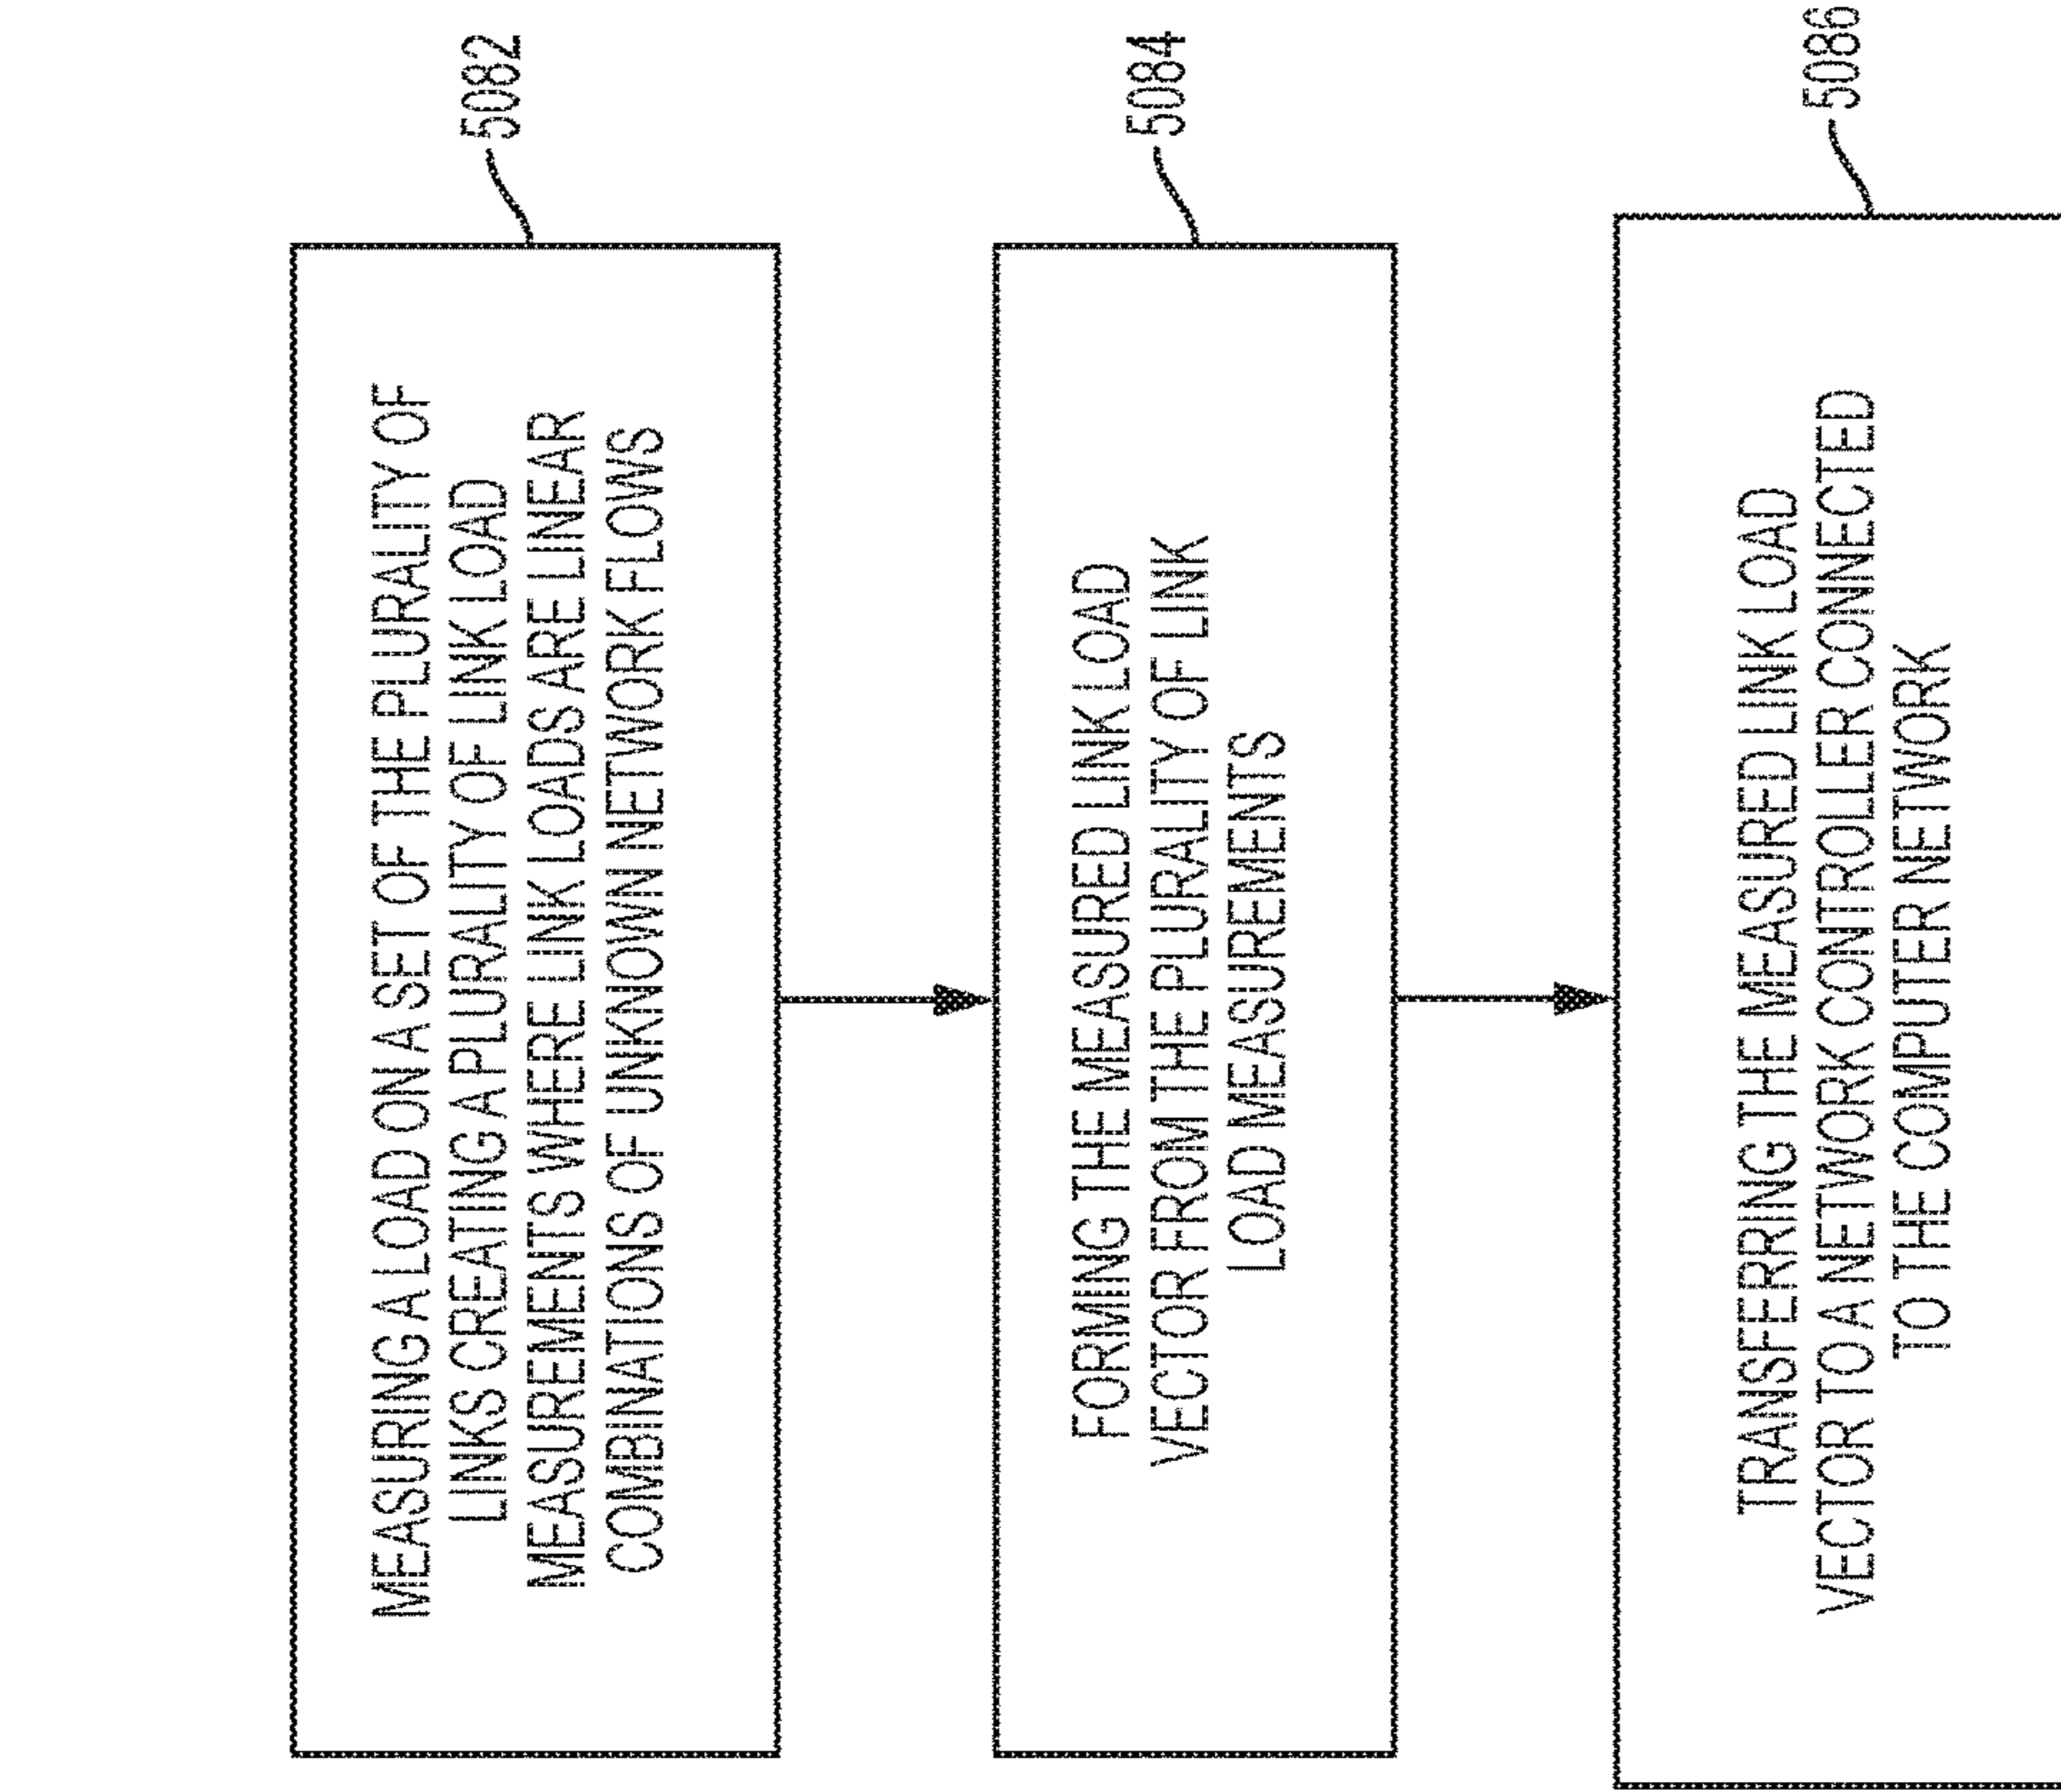 MEASURING A LOAD ON A SET OF THE PLURALITY OF
LINKS CREATING A PLURALITY OF LINK LOAD
MEASUREMENTS WHERE LINK LOADS ARE LINEAR
COMBINATIONS OF UNKNOWN NETWORK FLOWS
5082
FORMING THE MEASURED LINK LOAD
VECTOR FROM THE PLURALITY OF LINK
LOAD MEASUREMENTS
5084
TRANSFERRING THE MEASURED LINK LOAD
VECTOR TO A NETWORK CONTROLLER CONNECTED
TO THE COMPUTER NETWORK
5086